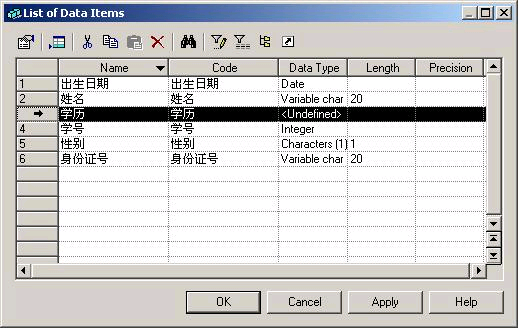 List of Data Items
Name Code Data Type Length Precision
1 出生日期 出生日期 Date
2 姓名 姓名 Variable char 20
学历 学历 <Undefined>
4 学号 学号 Integer
5 性别 性别 Characters (1) 1
6 身份证号 身份证号 Variable char 20
OK Cancel Apply Help